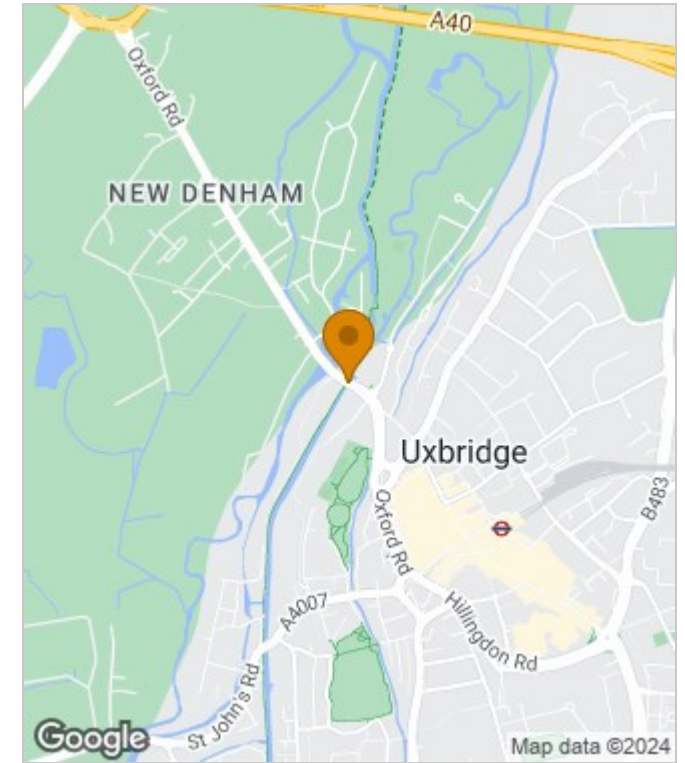 A40
Oxford Rd
NEW DENHAM
Uxbridge
B483
Oxford Rd
A4007
Hillingdon Rd
St John's Rd
Google
Map data ©2024